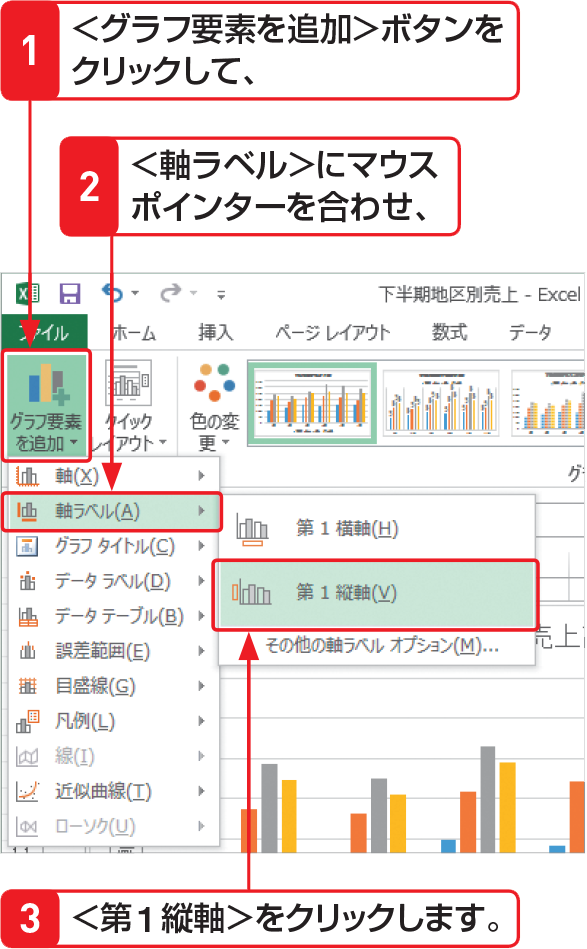 1
<グラフ要素を追加>ボタンを
クリックして、
2
<軸ラベル>にマウス
ポインターを合わせ、
下半期地区別売上 - Excel
ファイル
ホーム
挿入
ページ レイアウト
数式
データ
グラフ要素
を追加
クイック
レイアウト
色の変
更
軸(X)
軸ラベル(A)
グラフ タイトル(C)
データ ラベル(D)
データ テーブル(B)
誤差範囲(E)
目盛線(G)
凡例(L)
線(I)
近似曲線(T)
ローソク(U)
第 1 横軸(H)
第 1 縦軸(V)
その他の軸ラベル オプション(M)...
売上
3
<第1縦軸>をクリックします。